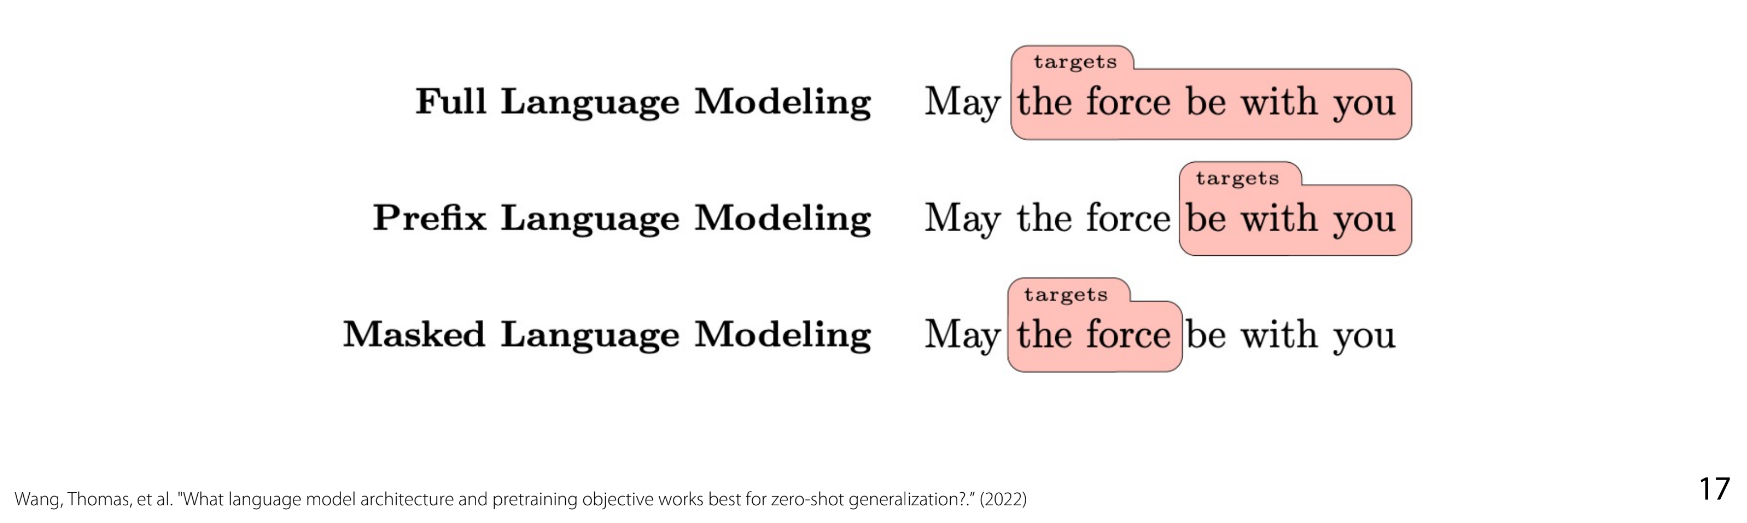 targets
Full Language Modeling May the force be with you
targets
Prefix Language Modeling May the force be with you
targets
Masked Language Modeling May the force be with you
Wang, Thomas, et al. "What language model architecture and pretraining objective works best for zero-shot generalization?." (2022)
17